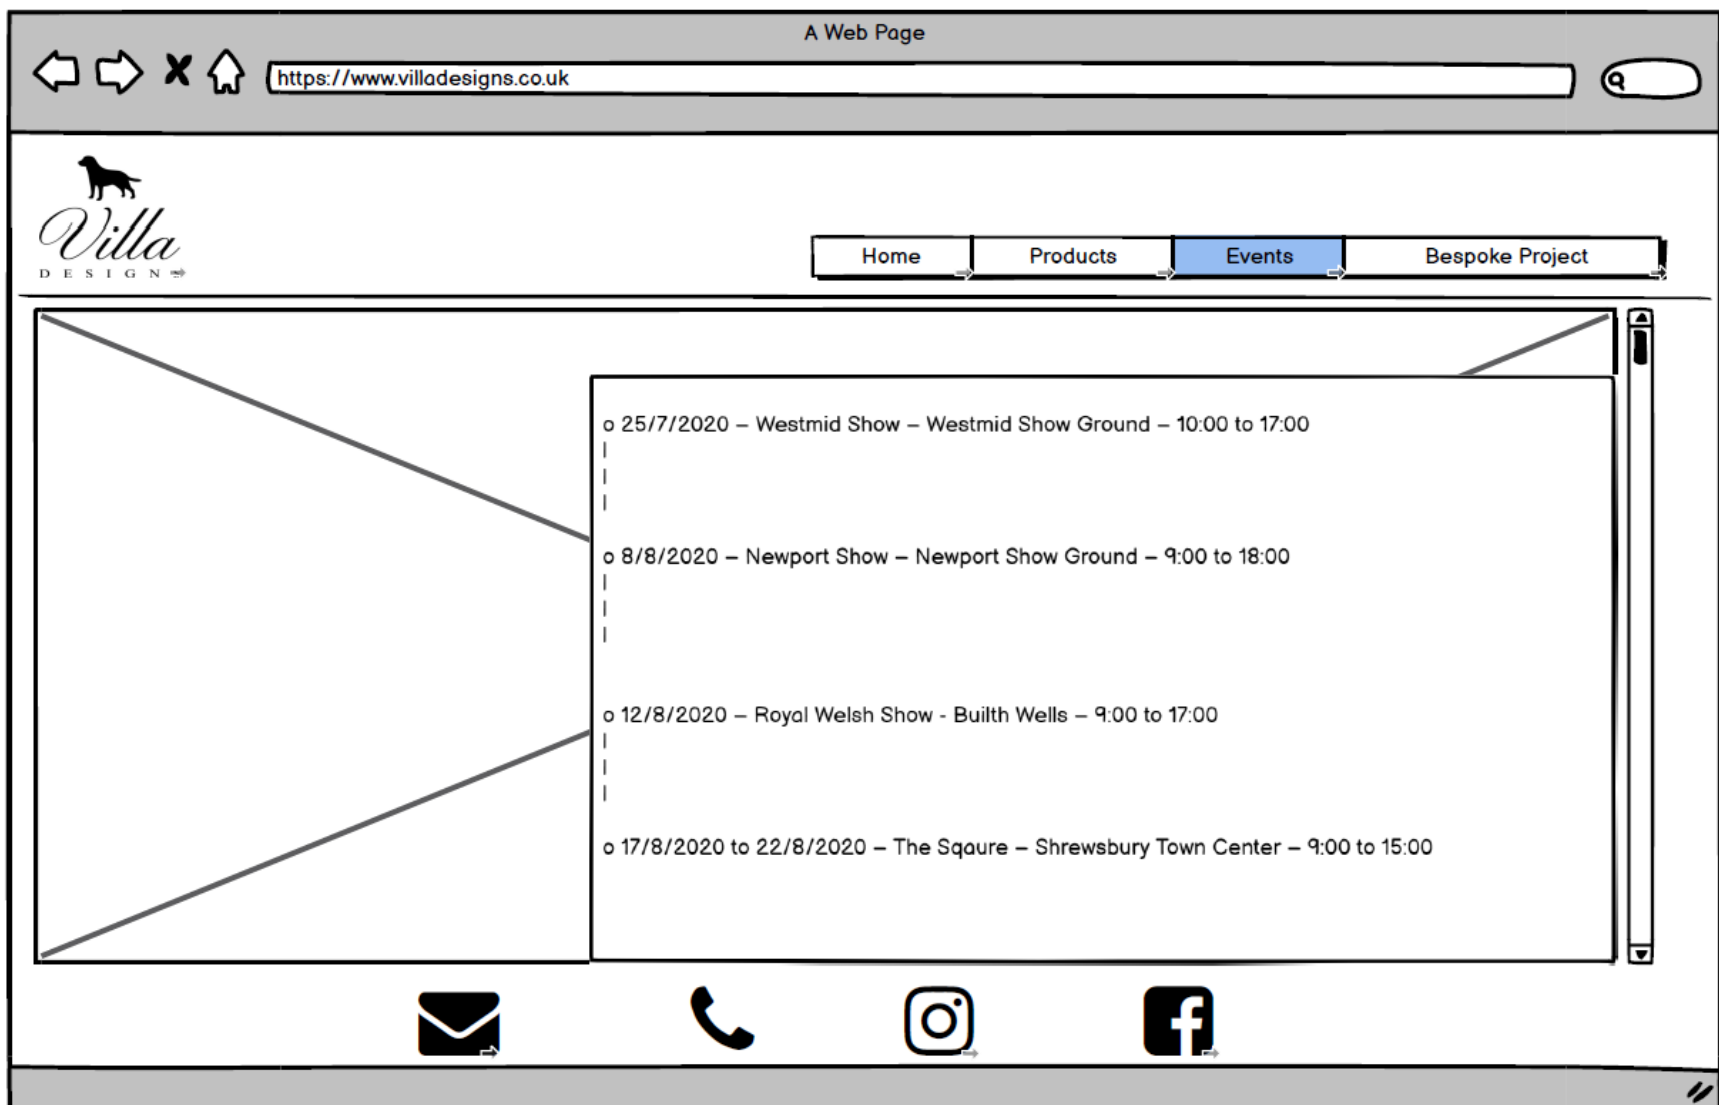 A Web Page
https://www.villadesigns.co.uk
Villa
DESIGN
Home Products Events Bespoke Project
o 25/7/2020 – Westmid Show – Westmid Show Ground – 10:00 to 17:00
o 8/8/2020 – Newport Show – Newport Show Ground – 9:00 to 18:00
o 12/8/2020 – Royal Welsh Show - Builth Wells – 9:00 to 17:00
o 17/8/2020 to 22/8/2020 – The Sqaure – Shrewsbury Town Center – 9:00 to 15:00